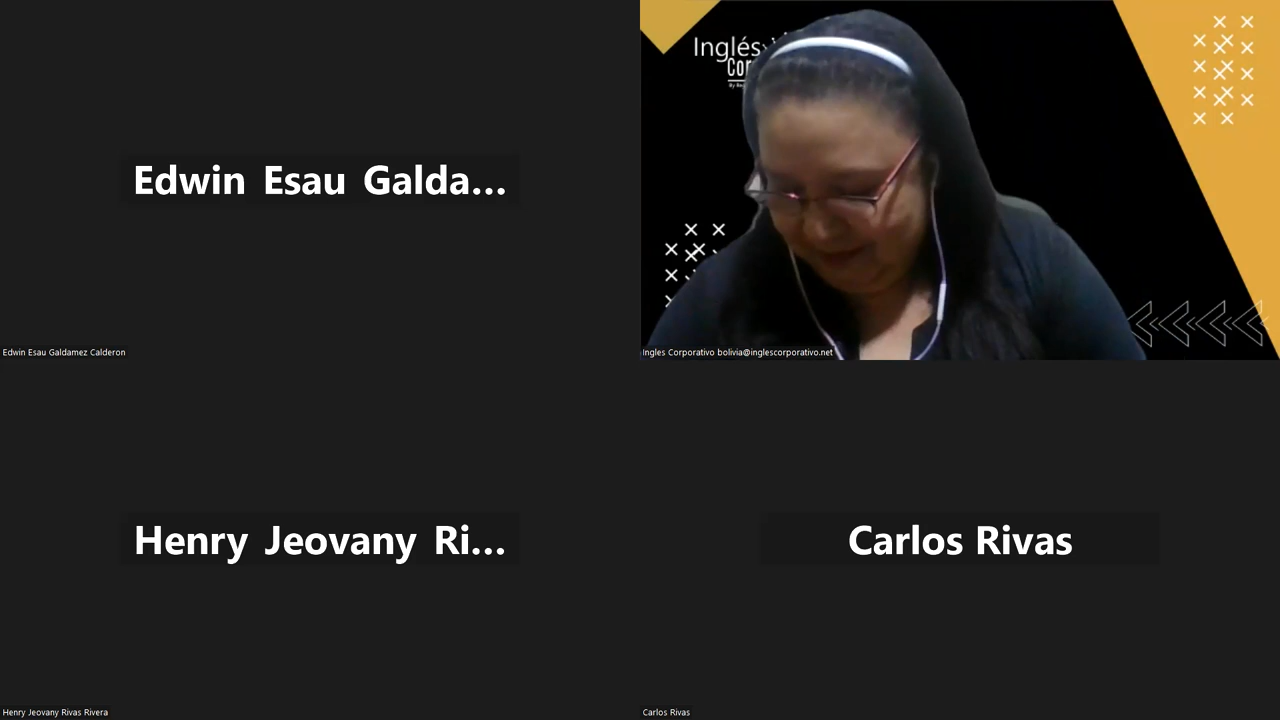 Edwin Esau Galda...
Edwin Esau Galdamez Calderon
Inglés
Cor
Ingles Corporativo bolivia@inglescorporativo.net
Henry Jeovany Ri...
Henry Jeovany Rivas Rivera
Carlos Rivas
Carlos Rivas